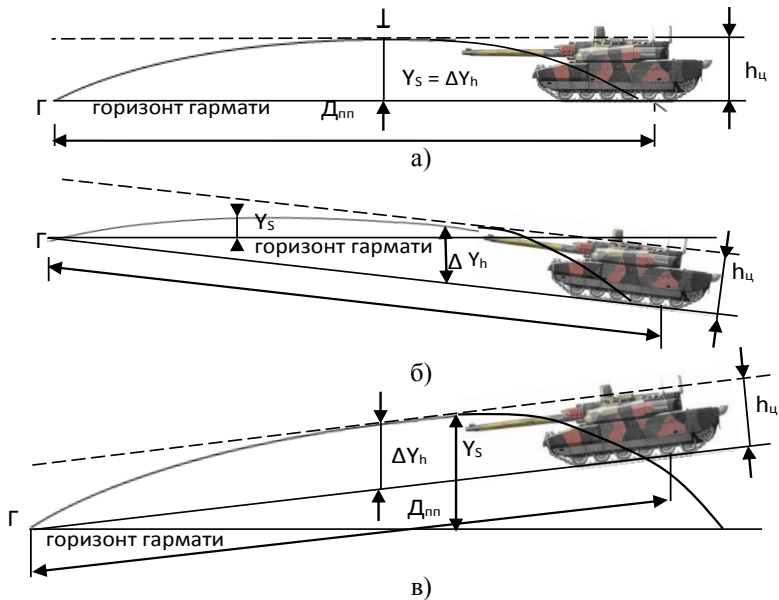 Yₛ = ΔYₕ
hц
Г
горизонт гармати
Дпп
а)
Yₛ
Г
горизонт гармати
Δ Yₕ
hц
б)
hц
ΔYₕ
Yₛ
Г
Дпп
горизонт гармати
в)